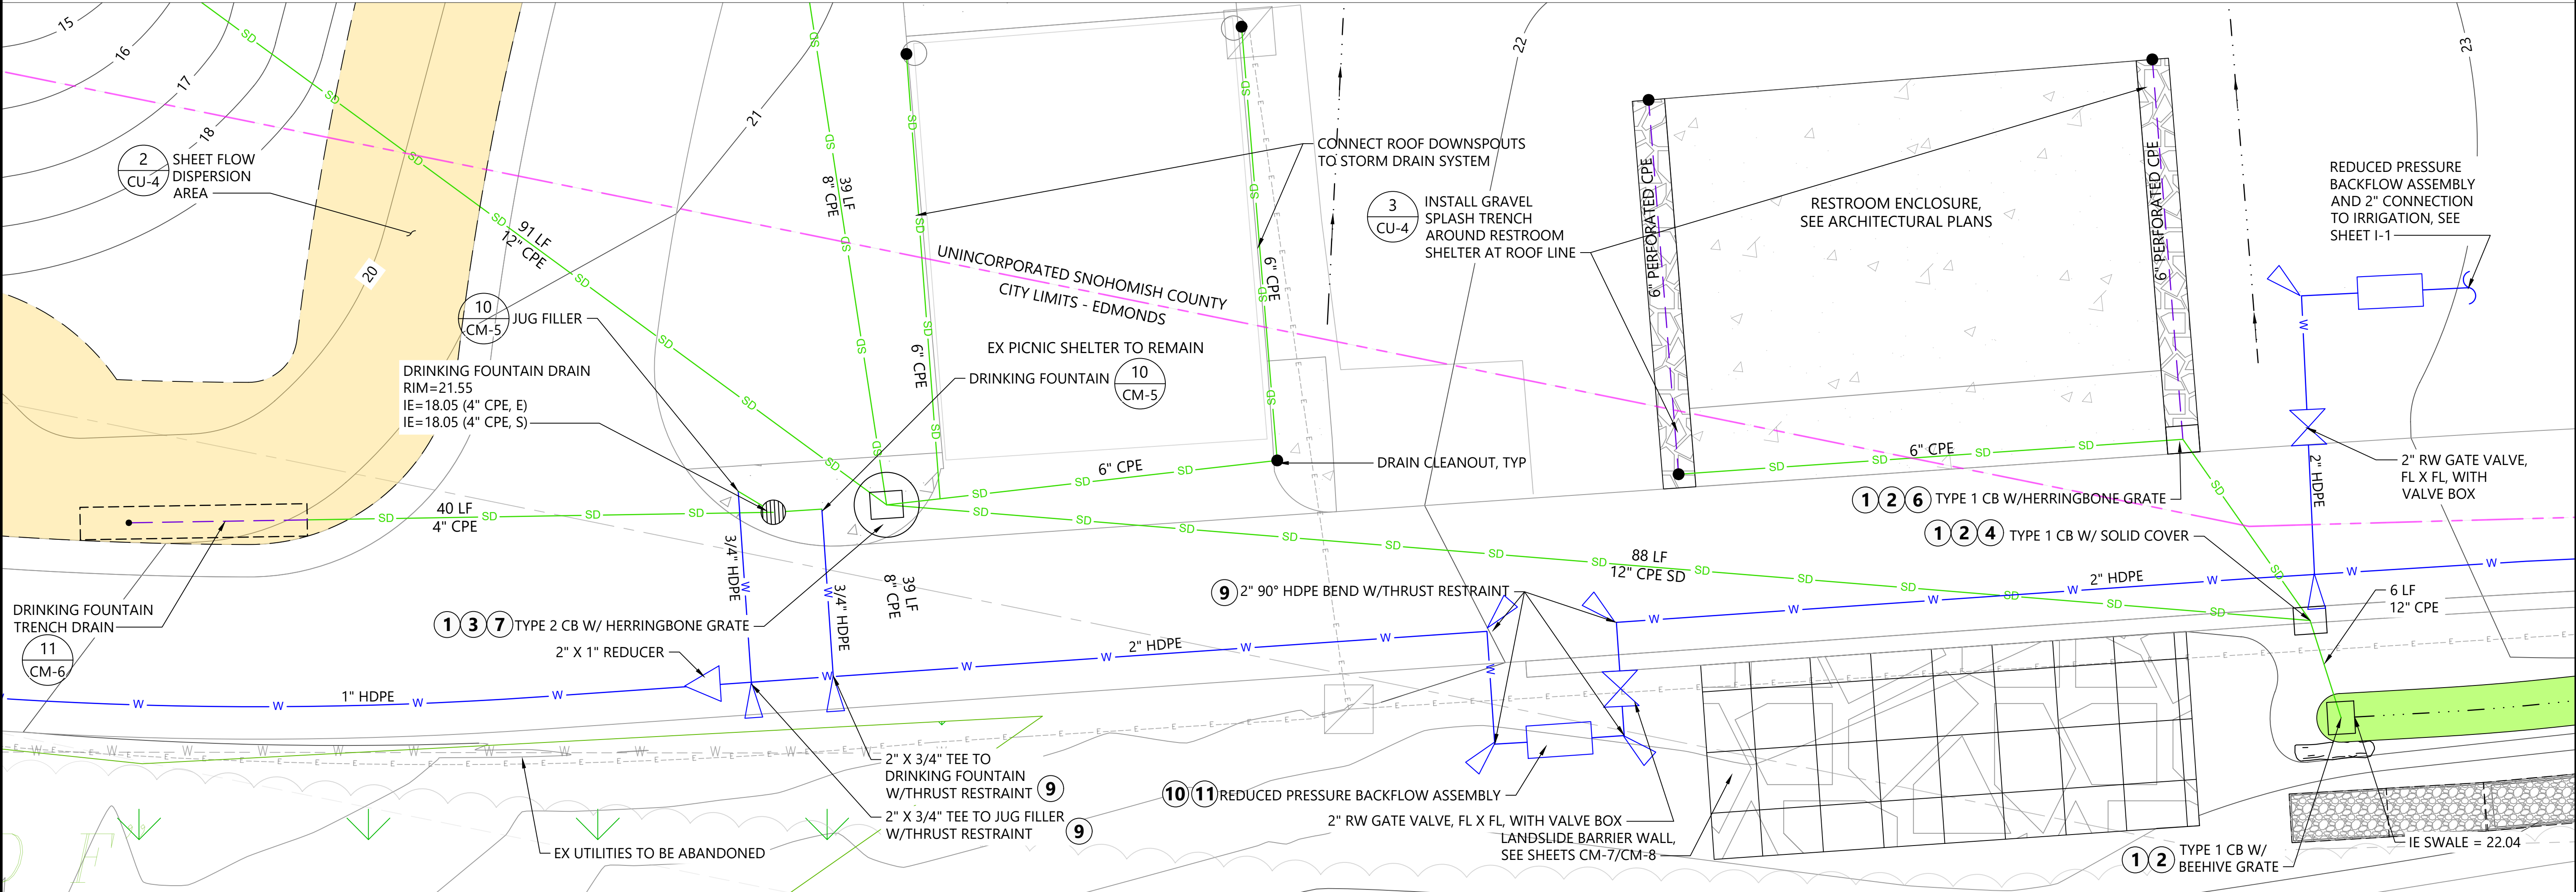 15
16
17
18
20
21
22
23
2
CU-4
SHEET FLOW
DISPERSION
AREA
91 LF
12" CPE
39 LF
8" CPE
6" CPE
6" CPE
CONNECT ROOF DOWNSPOUTS
TO STORM DRAIN SYSTEM
3
CU-4
INSTALL GRAVEL
SPLASH TRENCH
AROUND RESTROOM
SHELTER AT ROOF LINE
6" PERFORATED CPE
6" PERFORATED CPE
RESTROOM ENCLOSURE,
SEE ARCHITECTURAL PLANS
REDUCED PRESSURE
BACKFLOW ASSEMBLY
AND 2" CONNECTION
TO IRRIGATION, SEE
SHEET I-1
UNINCORPORATED SNOHOMISH COUNTY
CITY LIMITS - EDMONDS
10
CM-5
JUG FILLER
EX PICNIC SHELTER TO REMAIN
DRINKING FOUNTAIN
10
CM-5
DRINKING FOUNTAIN DRAIN
RIM=21.55
IE=18.05 (4" CPE, E)
IE=18.05 (4" CPE, S)
6" CPE
DRAIN CLEANOUT, TYP
6" CPE
2" HDPE
2" RW GATE VALVE,
FL X FL, WITH
VALVE BOX
1 2 6 TYPE 1 CB W/HERRINGBONE GRATE
1 2 4 TYPE 1 CB W/ SOLID COVER
40 LF
4" CPE
3/4" HDPE
3/4" HDPE
39 LF
8" CPE
88 LF
12" CPE SD
2" HDPE
9 2" 90° HDPE BEND W/THRUST RESTRAINT
6 LF
12" CPE
DRINKING FOUNTAIN
TRENCH DRAIN
11
CM-6
1 3 7 TYPE 2 CB W/ HERRINGBONE GRATE
2" X 1" REDUCER
2" HDPE
1" HDPE
2" X 3/4" TEE TO
DRINKING FOUNTAIN
W/THRUST RESTRAINT 9
2" X 3/4" TEE TO JUG FILLER
W/THRUST RESTRAINT 9
EX UTILITIES TO BE ABANDONED
10 11 REDUCED PRESSURE BACKFLOW ASSEMBLY
2" RW GATE VALVE, FL X FL, WITH VALVE BOX
LANDSLIDE BARRIER WALL,
SEE SHEETS CM-7/CM-8
1 2 TYPE 1 CB W/
BEEHIVE GRATE
IE SWALE = 22.04